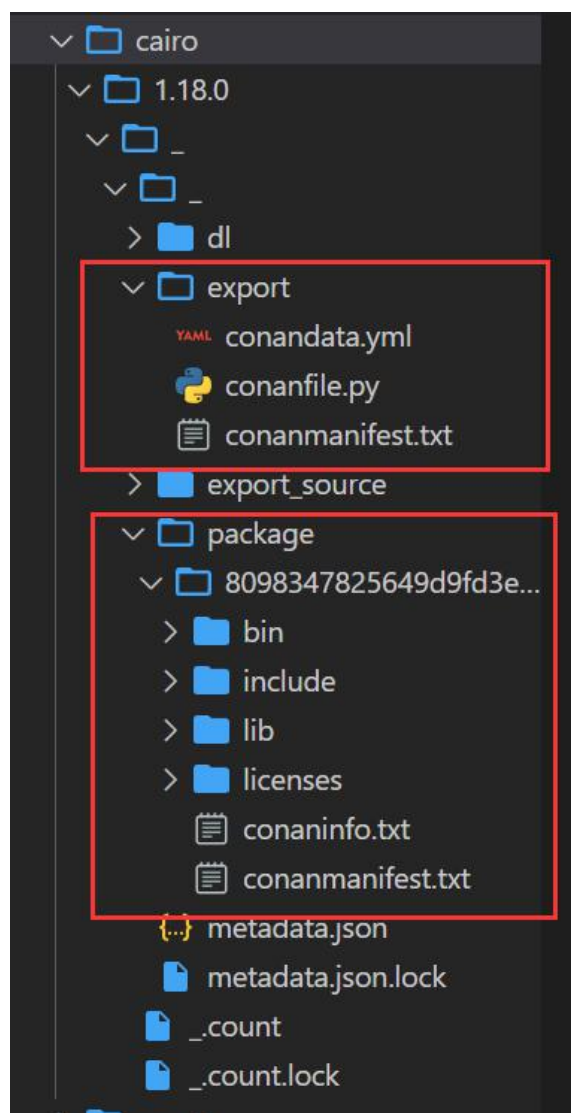 cairo
1.18.0
_
_
dl
export
YAML conandata.yml
conanfile.py
conanmanifest.txt
export_source
package
8098347825649d9fd3e...
bin
include
lib
licenses
conaninfo.txt
conanmanifest.txt
{...} metadata.json
metadata.json.lock
_.count
_.count.lock